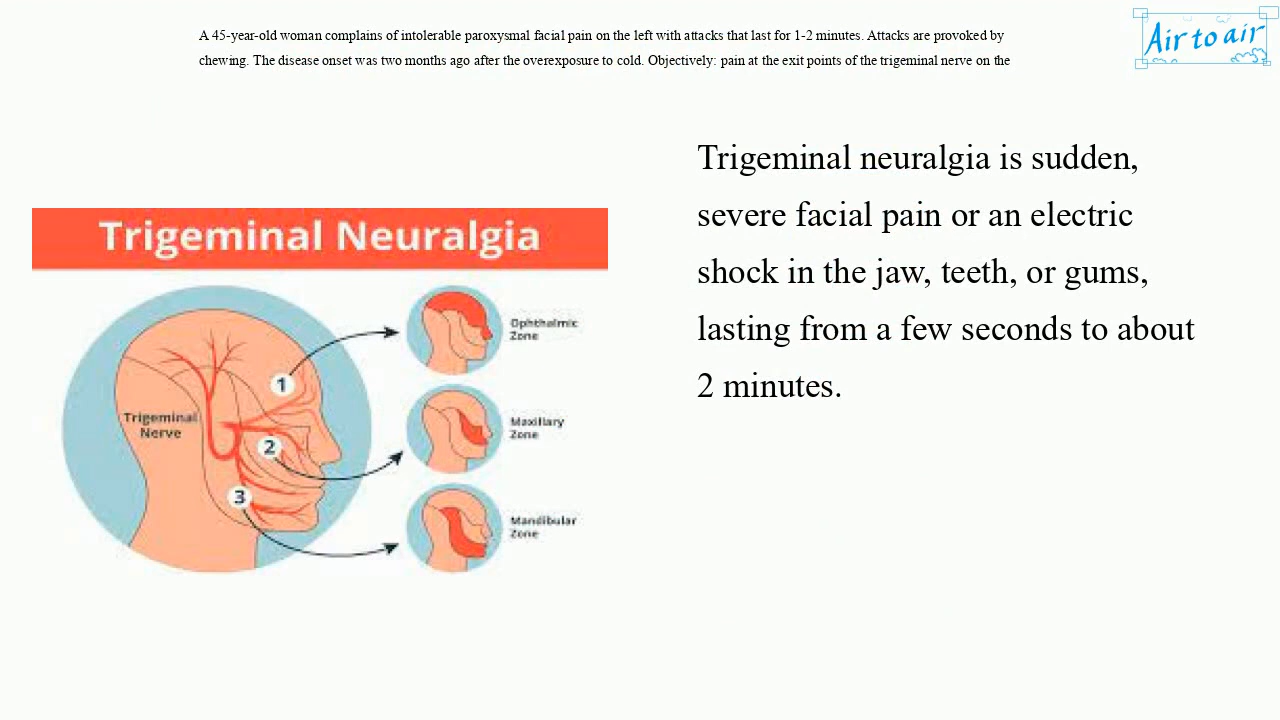 A 45-year-old woman complains of intolerable paroxysmal facial pain on the left with attacks that last for 1-2 minutes. Attacks are provoked by
chewing. The disease onset was two months ago after the overexposure to cold. Objectively: pain at the exit points of the trigeminal nerve on the
Air to air
Trigeminal neuralgia is sudden,
severe facial pain or an electric
shock in the jaw, teeth, or gums,
lasting from a few seconds to about
2 minutes.
Trigeminal Neuralgia
Ophthalmic
Zone
1
Trigeminal
Nerve
Maxillary
Zone
2
3
Mandibular
Zone